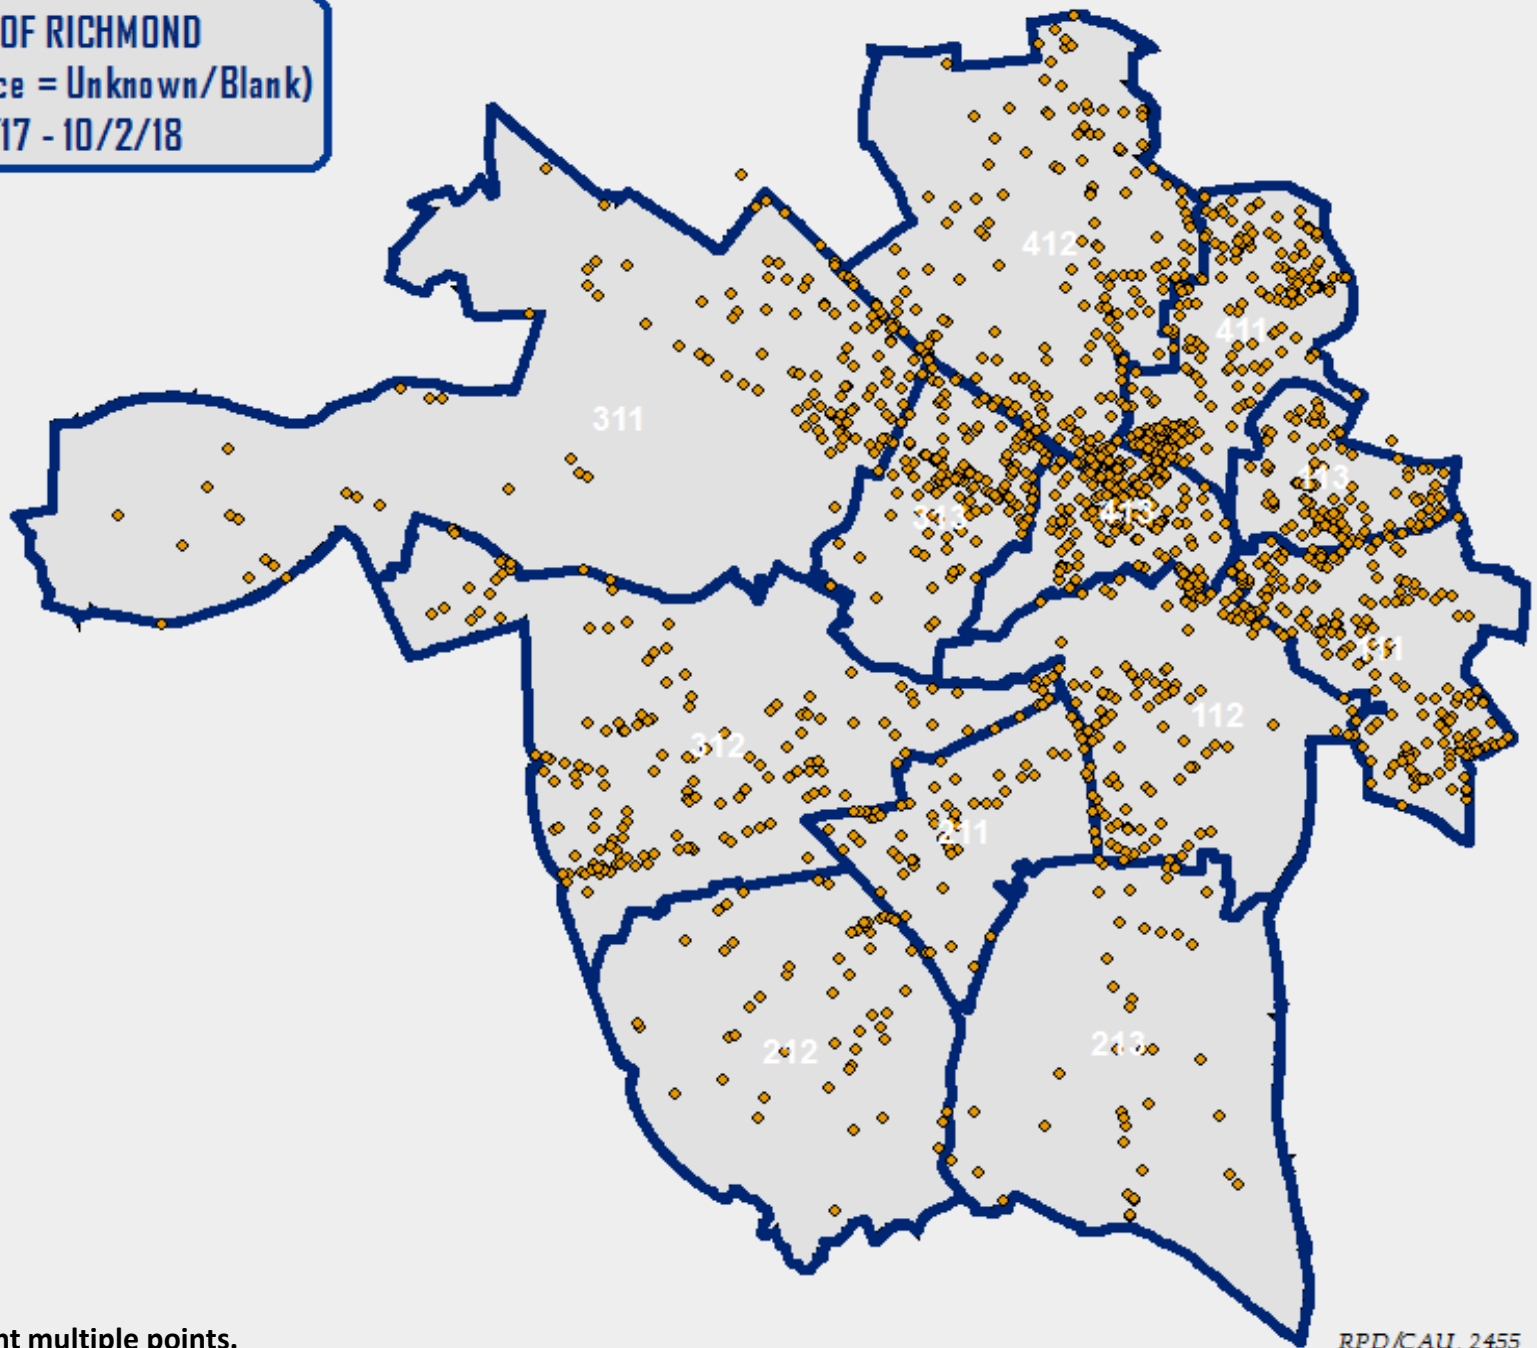 OF RICHMOND
ce = Unknown/Blank)
/17 - 10/2/18
412
411
311
113
313
413
111
112
312
211
212
213
nt multiple points.
RPD/CAU, 2455